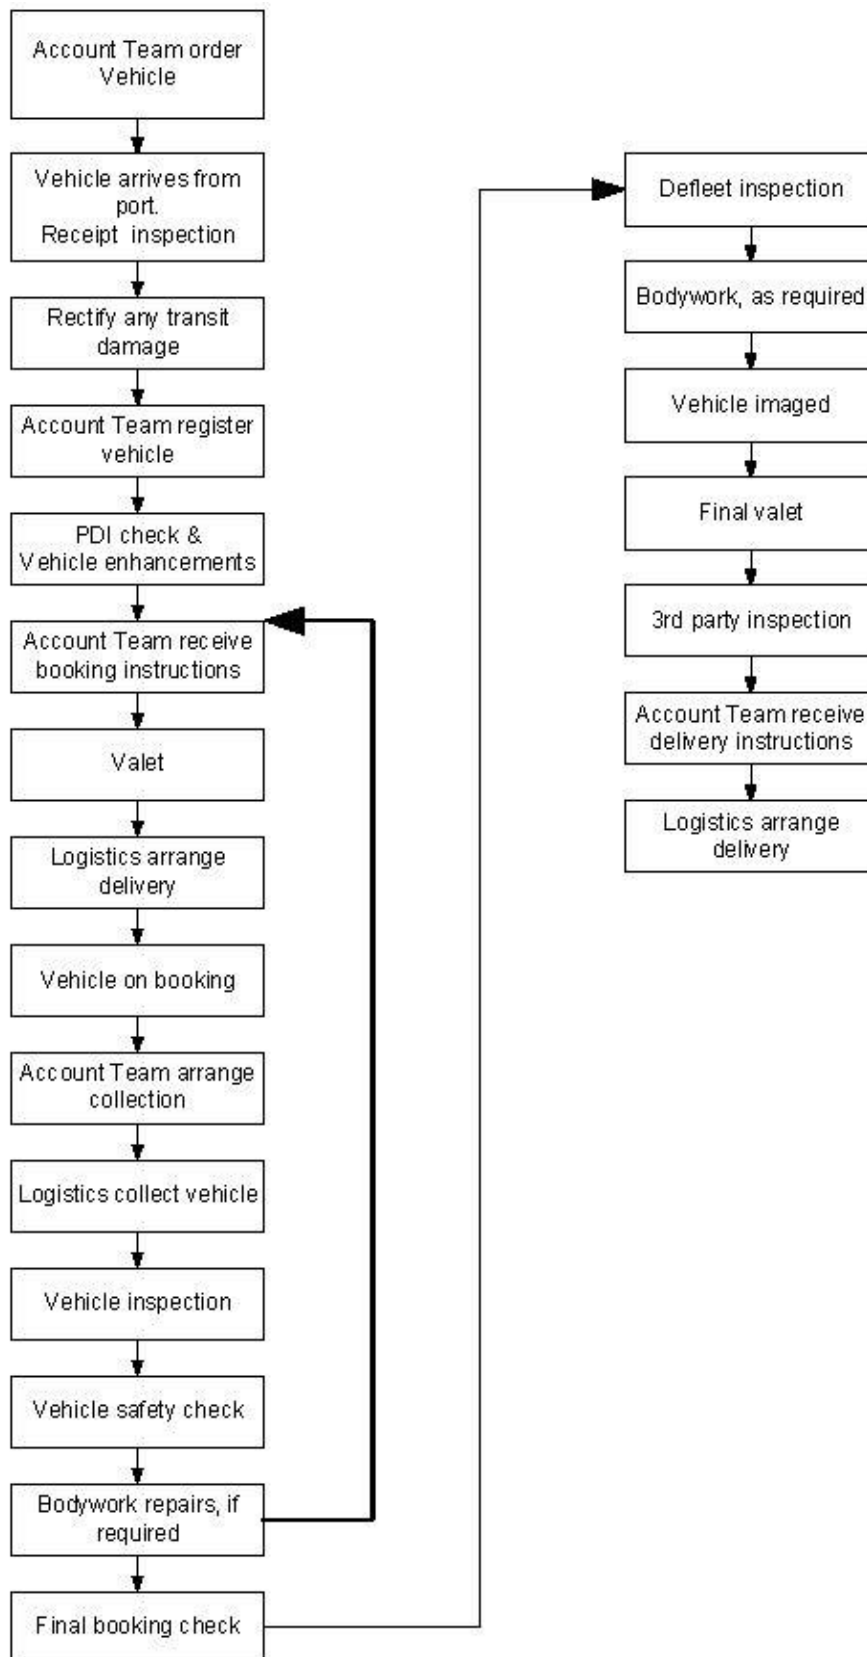 Account Team order
Vehicle
Vehicle arrives from
port.
Receipt inspection
Rectify any transit
damage
Account Team register
vehicle
PDI check &
Vehicle enhancements
Account Team receive
booking instructions
Valet
Logistics arrange
delivery
Vehicle on booking
Account Team arrange
collection
Logistics collect vehicle
Vehicle inspection
Vehicle safety check
Bodywork repairs, if
required
Final booking check
Defleet inspection
Bodywork, as required
Vehicle imaged
Final valet
3rd party inspection
Account Team receive
delivery instructions
Logistics arrange
delivery